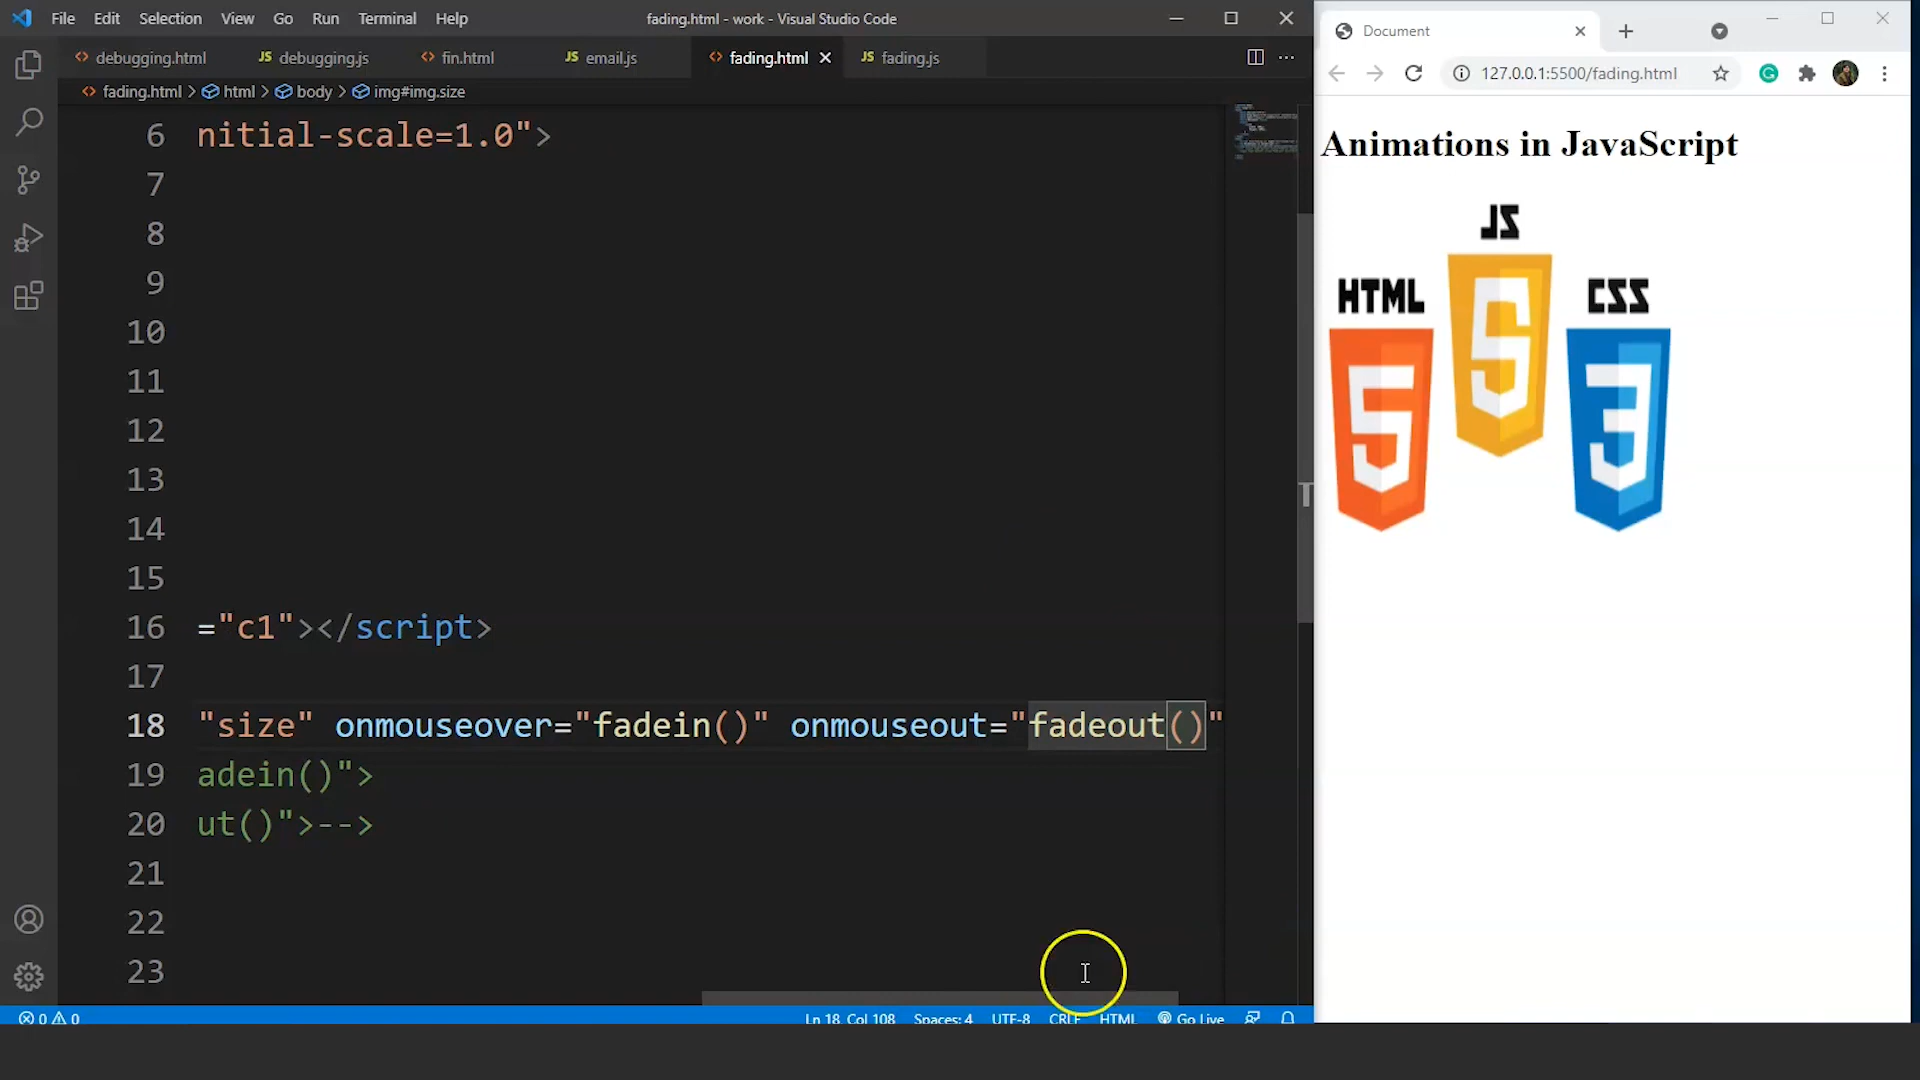 File Edit Selection View Go Run Terminal Help
fading.html - work - Visual Studio Code
debugging.html JS debugging.js fin.html JS email.js fading.html JS fading.js
fading.html > html > body > img#img.size
6 nitial-scale=1.0">
7
8
9
10
11
12
13
14
15
16 ="c1"></script>
17
18 "size" onmouseover="fadein()" onmouseout="fadeout()"
19 adein()">
20 ut()">-->
21
22
23
0 0
Ln 18, Col 108 Spaces: 4 UTF-8 CRLF HTML Go Live
Document
127.0.0.1:5500/fading.html
Animations in JavaScript
JS
HTML CSS
5 5 3